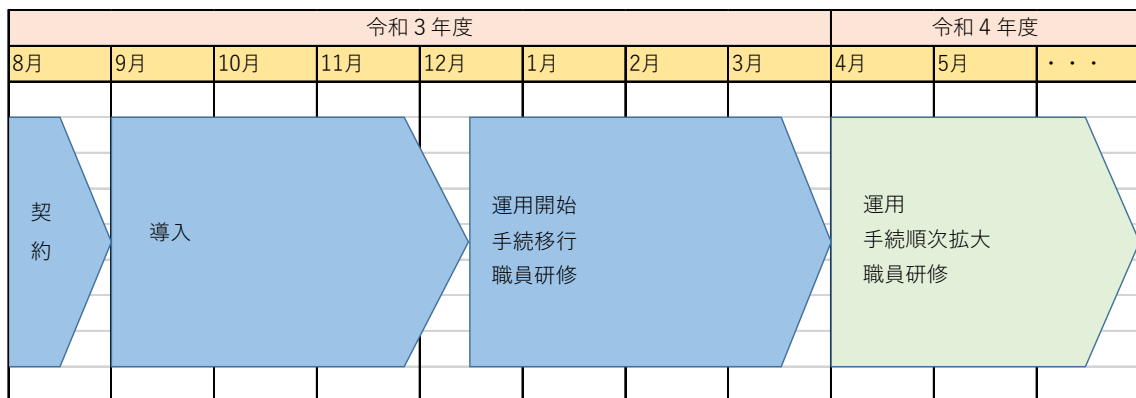 令和３年度 令和４年度
8月 9月 10月 11月 12月 1月 2月 3月 4月 5月 ・・・
契
約
導入
運用開始
手続移行
職員研修
運用
手続順次拡大
職員研修